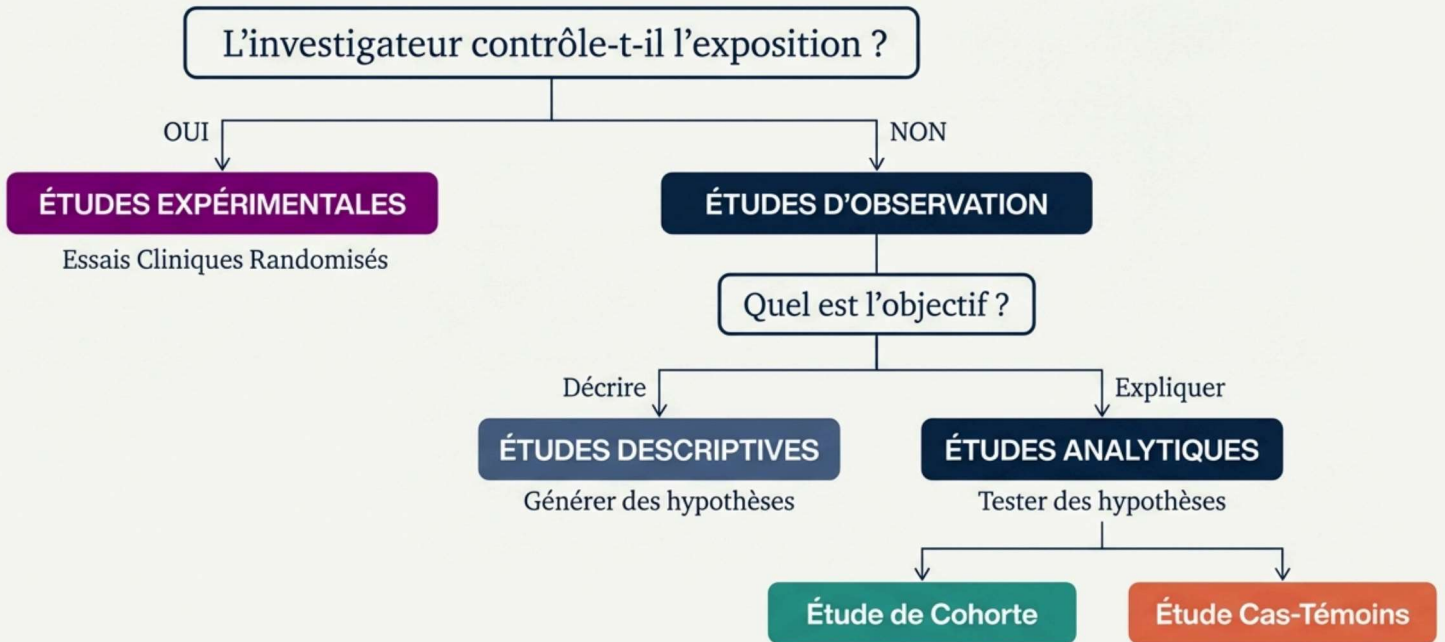 L’investigateur contrôle-t-il l’exposition ?
OUI
NON
ÉTUDES EXPÉRIMENTALES
ÉTUDES D’OBSERVATION
Essais Cliniques Randomisés
Quel est l’objectif ?
Décrire
Expliquer
ÉTUDES DESCRIPTIVES
ÉTUDES ANALYTIQUES
Générer des hypothèses
Tester des hypothèses
Étude de Cohorte
Étude Cas-Témoins